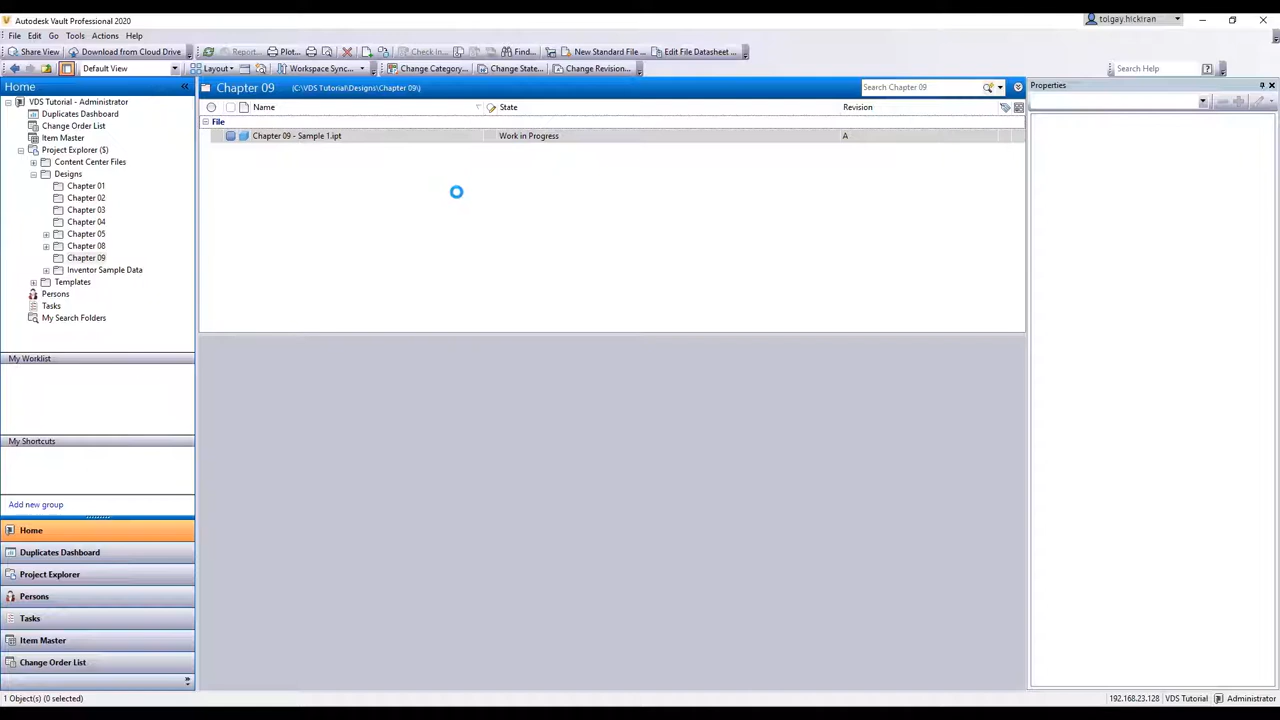 Autodesk Vault Professional 2020
tolgay.hickiran
File Edit Go Tools Actions Help
Share View Download from Cloud Drive Report... Plot... Check In... Find... New Standard File... Edit File Datasheet ...
Default View Layout Workspace Sync... Change Category... Change State... Change Revision... Search Help
Home
VDS Tutorial - Administrator
Duplicates Dashboard
Change Order List
Item Master
Project Explorer ($)
Content Center Files
Designs
Chapter 01
Chapter 02
Chapter 03
Chapter 04
Chapter 05
Chapter 08
Chapter 09
Inventor Sample Data
Templates
Persons
Tasks
My Search Folders
My Worklist
My Shortcuts
Add new group
Home
Duplicates Dashboard
Project Explorer
Persons
Tasks
Item Master
Change Order List
Chapter 09 (C:\VDS Tutorial\Designs\Chapter 09\) Search Chapter 09
Name State Revision
File
Chapter 09 - Sample 1.ipt Work in Progress A
Properties
1 Object(s) (0 selected) 192.168.23.128 VDS Tutorial Administrator